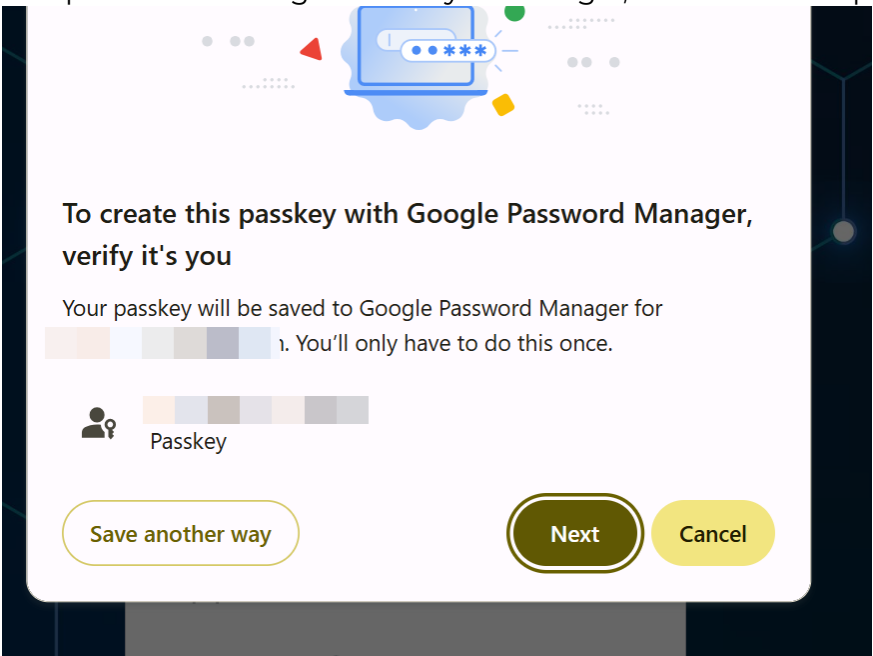 To create this passkey with Google Password Manager,
verify it's you
Your passkey will be saved to Google Password Manager for
. You'll only have to do this once.
Passkey
Save another way
Next
Cancel